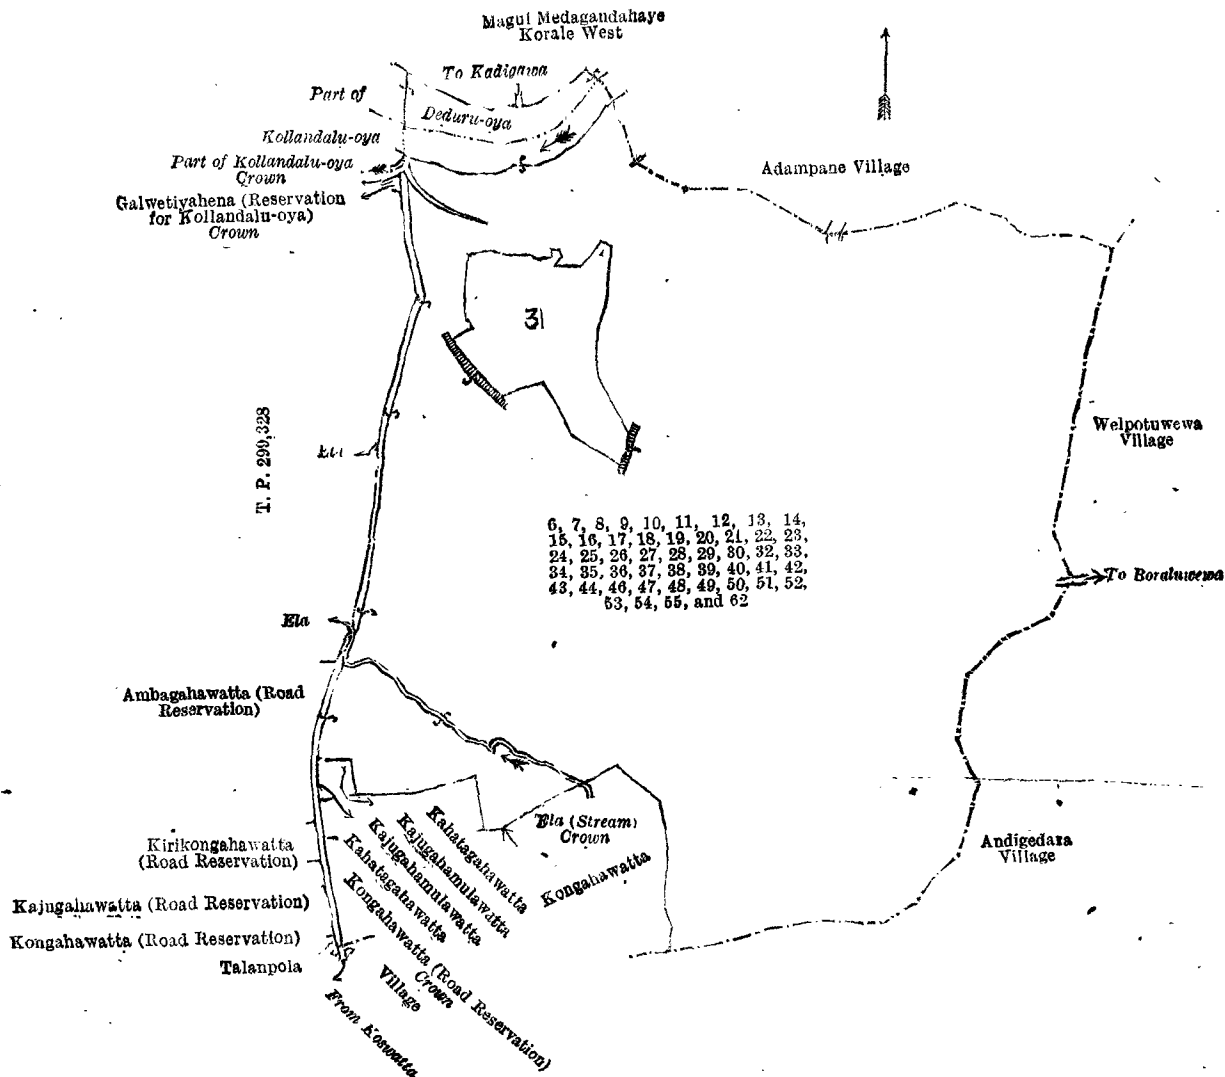 Magul Medagandahaye
Korale West
To Kadigawa
Part of
Deduru-oya
Kollandalu-oya
Part of Kollandalu-oya
Crown
Adampane Village
Galwetiyahena (Reservation
for Kollandalu-oya)
Crown
31
T. P. 299,328
Welpotuwewa
Village
6, 7, 8, 9, 10, 11, 12, 13, 14,
15, 16, 17, 18, 19, 20, 21, 22, 23,
24, 25, 26, 27, 28, 29, 30, 32, 33,
34, 35, 36, 37, 38, 39, 40, 41, 42,
43, 44, 46, 47, 48, 49, 50, 51, 52,
53, 54, 55, and 62
To Boraluwewa
Ela
Ambagahawatta (Road
Reservation)
Ela (Stream)
Crown
Kahatagahawatta
Kajugahamulawatta
Kajugahamulawatta
Kahatagahawatta
Kongahawatta (Road Reservation)
Crown
Kongahawatta
Kirikongahawatta
(Road Reservation)
Andigedara
Village
Kajugahawatta (Road Reservation)
Kongahawatta (Road Reservation)
Talanpola
Village
From Koswatta